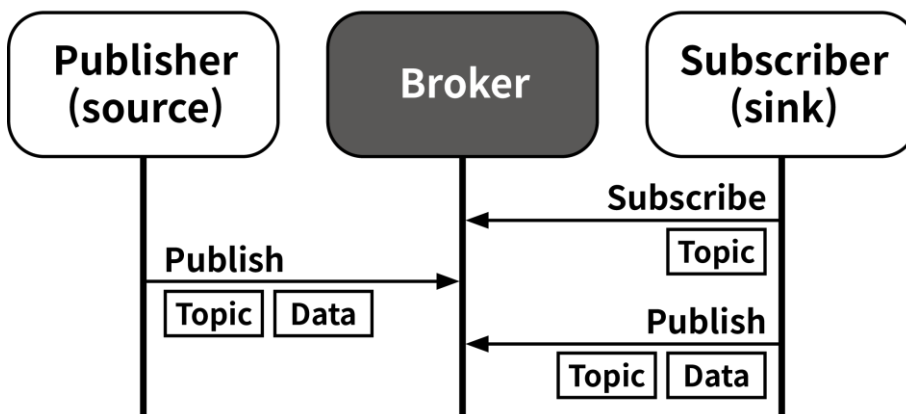 Publisher
(source)
Broker
Subscriber
(sink)
Subscribe
Topic
Publish
Topic Data
Publish
Topic Data